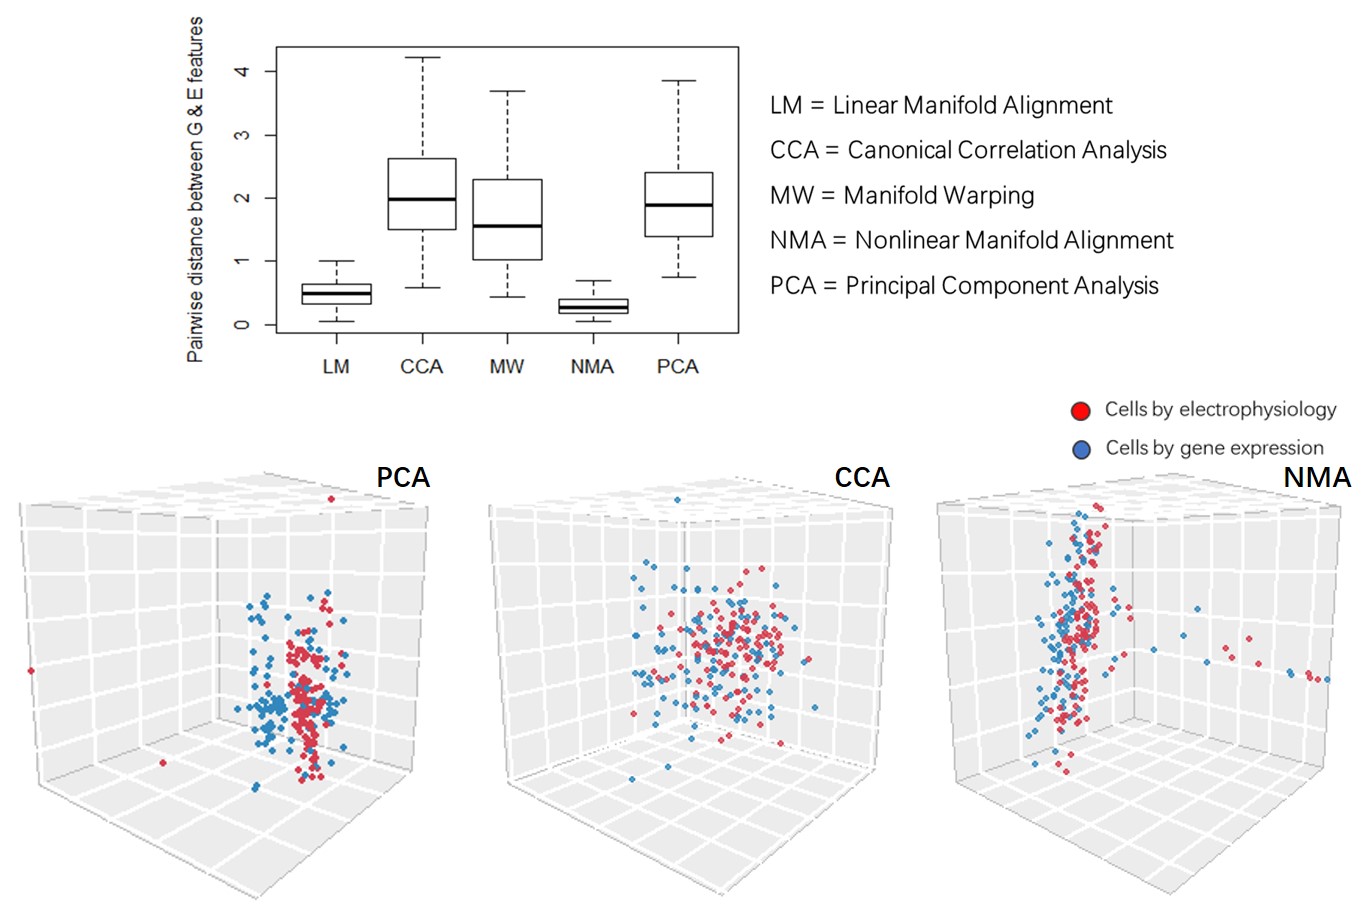 Pairwise distance between G & E features
4
3
2
1
0
LM
CCA
MW
NMA
PCA
LM = Linear Manifold Alignment
CCA = Canonical Correlation Analysis
MW = Manifold Warping
NMA = Nonlinear Manifold Alignment
PCA = Principal Component Analysis
Cells by electrophysiology
Cells by gene expression
PCA
CCA
NMA